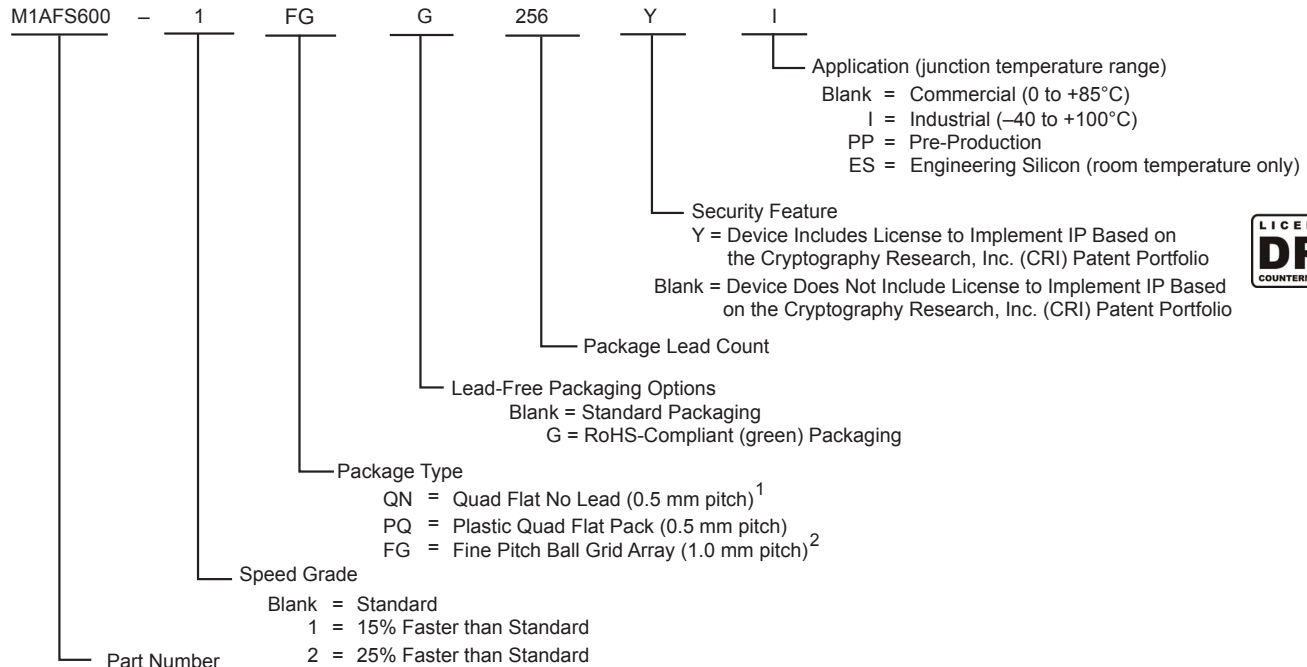 M1AFS600 – 1 FG G 256 Y I
Application (junction temperature range)
Blank = Commercial (0 to +85°C)
I = Industrial (–40 to +100°C)
PP = Pre-Production
ES = Engineering Silicon (room temperature only)
Security Feature
Y = Device Includes License to Implement IP Based on
the Cryptography Research, Inc. (CRI) Patent Portfolio
Blank = Device Does Not Include License to Implement IP Based
on the Cryptography Research, Inc. (CRI) Patent Portfolio
Package Lead Count
Lead-Free Packaging Options
Blank = Standard Packaging
G = RoHS-Compliant (green) Packaging
Package Type
QN = Quad Flat No Lead (0.5 mm pitch)1
PQ = Plastic Quad Flat Pack (0.5 mm pitch)
FG = Fine Pitch Ball Grid Array (1.0 mm pitch)2
Speed Grade
Blank = Standard
1 = 15% Faster than Standard
2 = 25% Faster than Standard
Part Number